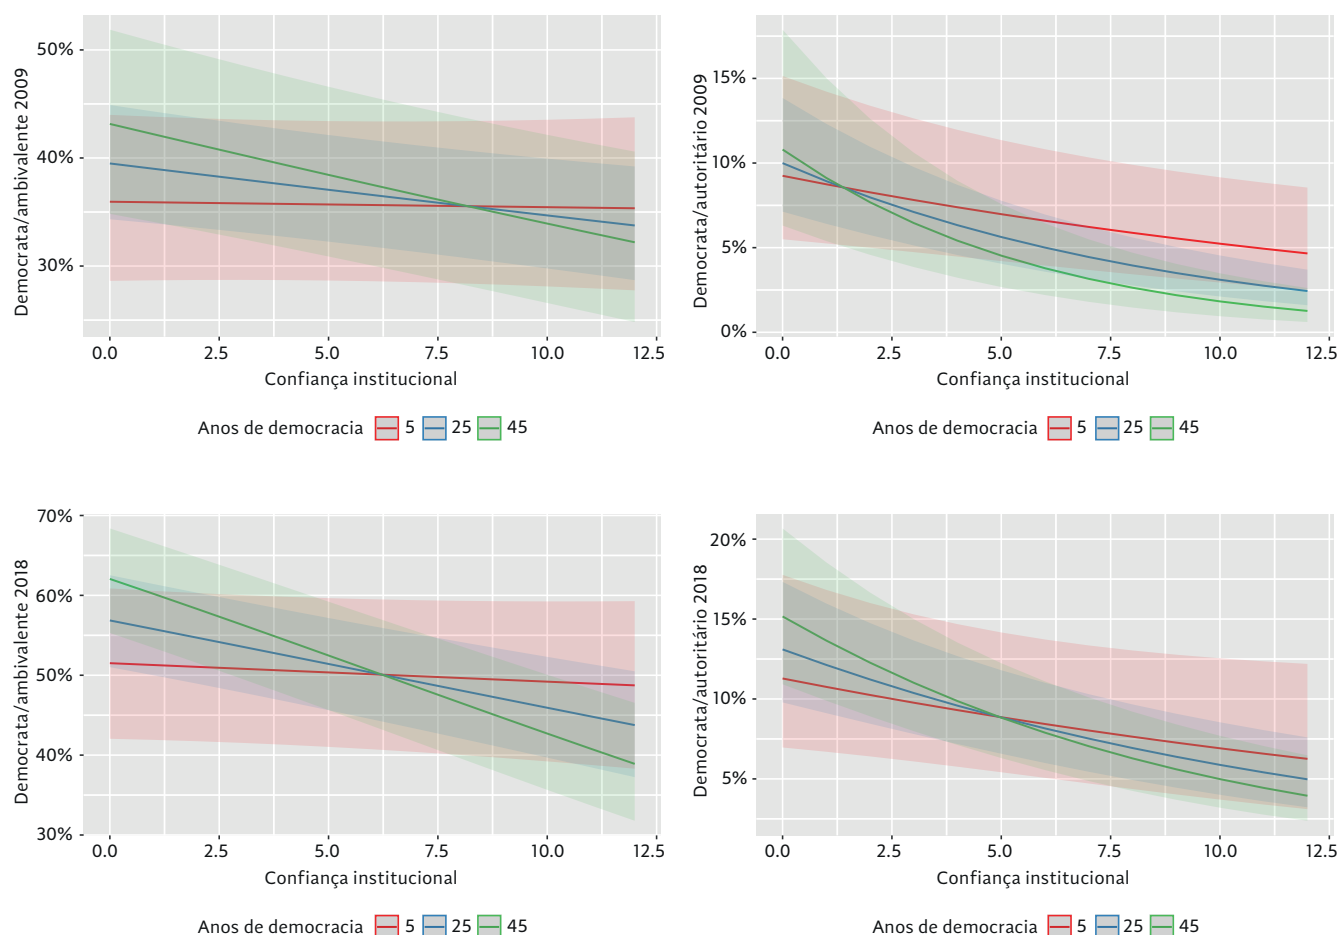 Democrata/ambivalente 2009
50%
40%
30%
0.0 2.5 5.0 7.5 10.0 12.5
Confiança institucional
Anos de democracia 5 25 45
Democrata/autoritário 2009
15%
10%
5%
0%
0.0 2.5 5.0 7.5 10.0 12.5
Confiança institucional
Anos de democracia 5 25 45
Democrata/ambivalente 2018
70%
60%
50%
40%
30%
0.0 2.5 5.0 7.5 10.0 12.5
Confiança institucional
Anos de democracia 5 25 45
Democrata/autoritário 2018
20%
15%
10%
5%
0.0 2.5 5.0 7.5 10.0 12.5
Confiança institucional
Anos de democracia 5 25 45